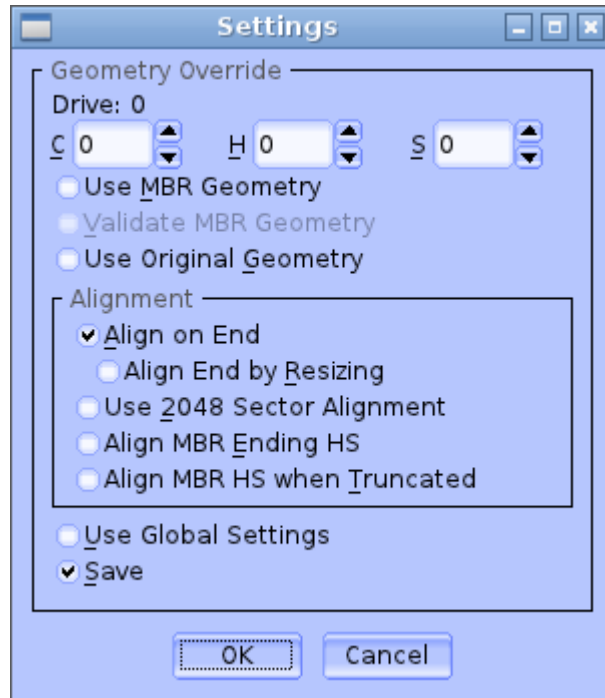 Settings
Geometry Override
Drive: 0
C 0 H 0 S 0
Use MBR Geometry
Validate MBR Geometry
Use Original Geometry
Alignment
Align on End
Align End by Resizing
Use 2048 Sector Alignment
Align MBR Ending HS
Align MBR HS when Truncated
Use Global Settings
Save
OK Cancel